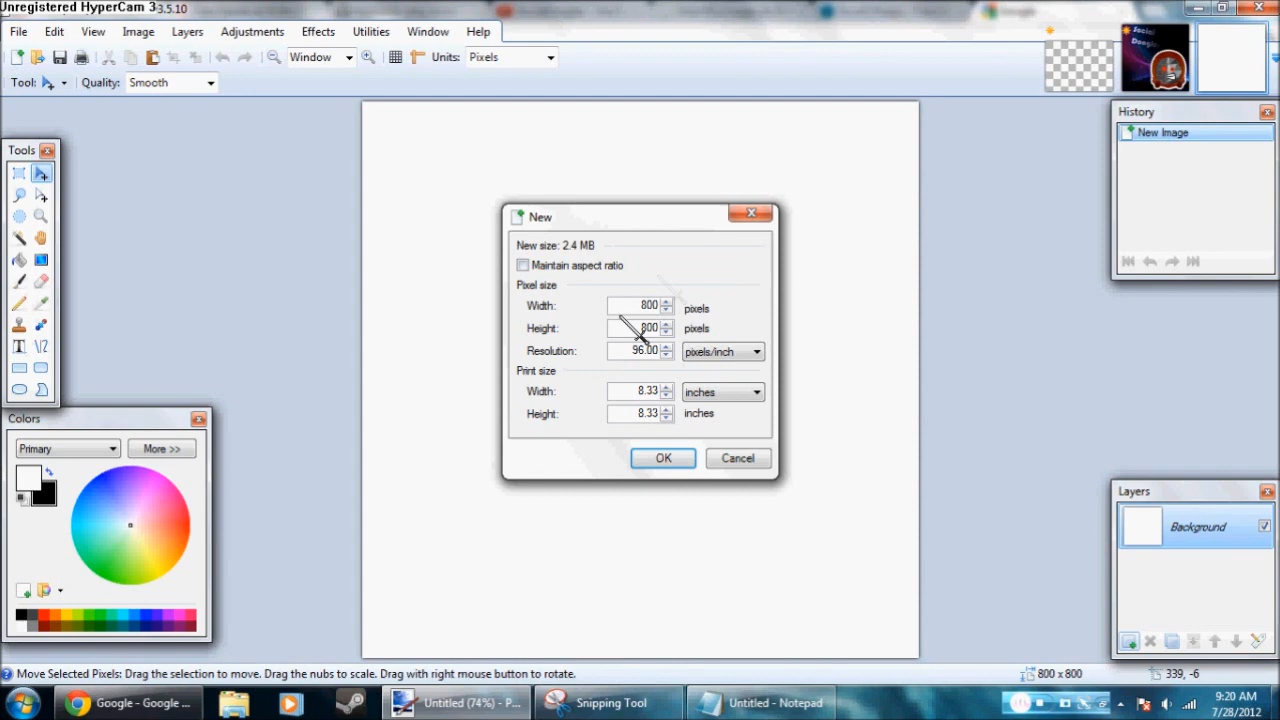 Unregistered HyperCam 3
3.5.10
File Edit View Image Layers Adjustments Effects Utilities Window Help
Window Units: Pixels
Tool: Quality: Smooth
Social
History
New Image
Tools
New
New size: 2.4 MB
Maintain aspect ratio
Pixel size
Width: 800 pixels
Height: 800 pixels
Resolution: 96.00 pixels/inch
Print size
Width: 8.33 inches
Height: 8.33 inches
OK Cancel
Colors
Primary More >>
Layers
Background
Move Selected Pixels: Drag the selection to move. Drag the nubs to scale. Drag with right mouse button to rotate.
800 x 800 339, -6
Google - Google ... Untitled (74%) - P... Snipping Tool Untitled - Notepad
9:20 AM
7/28/2012